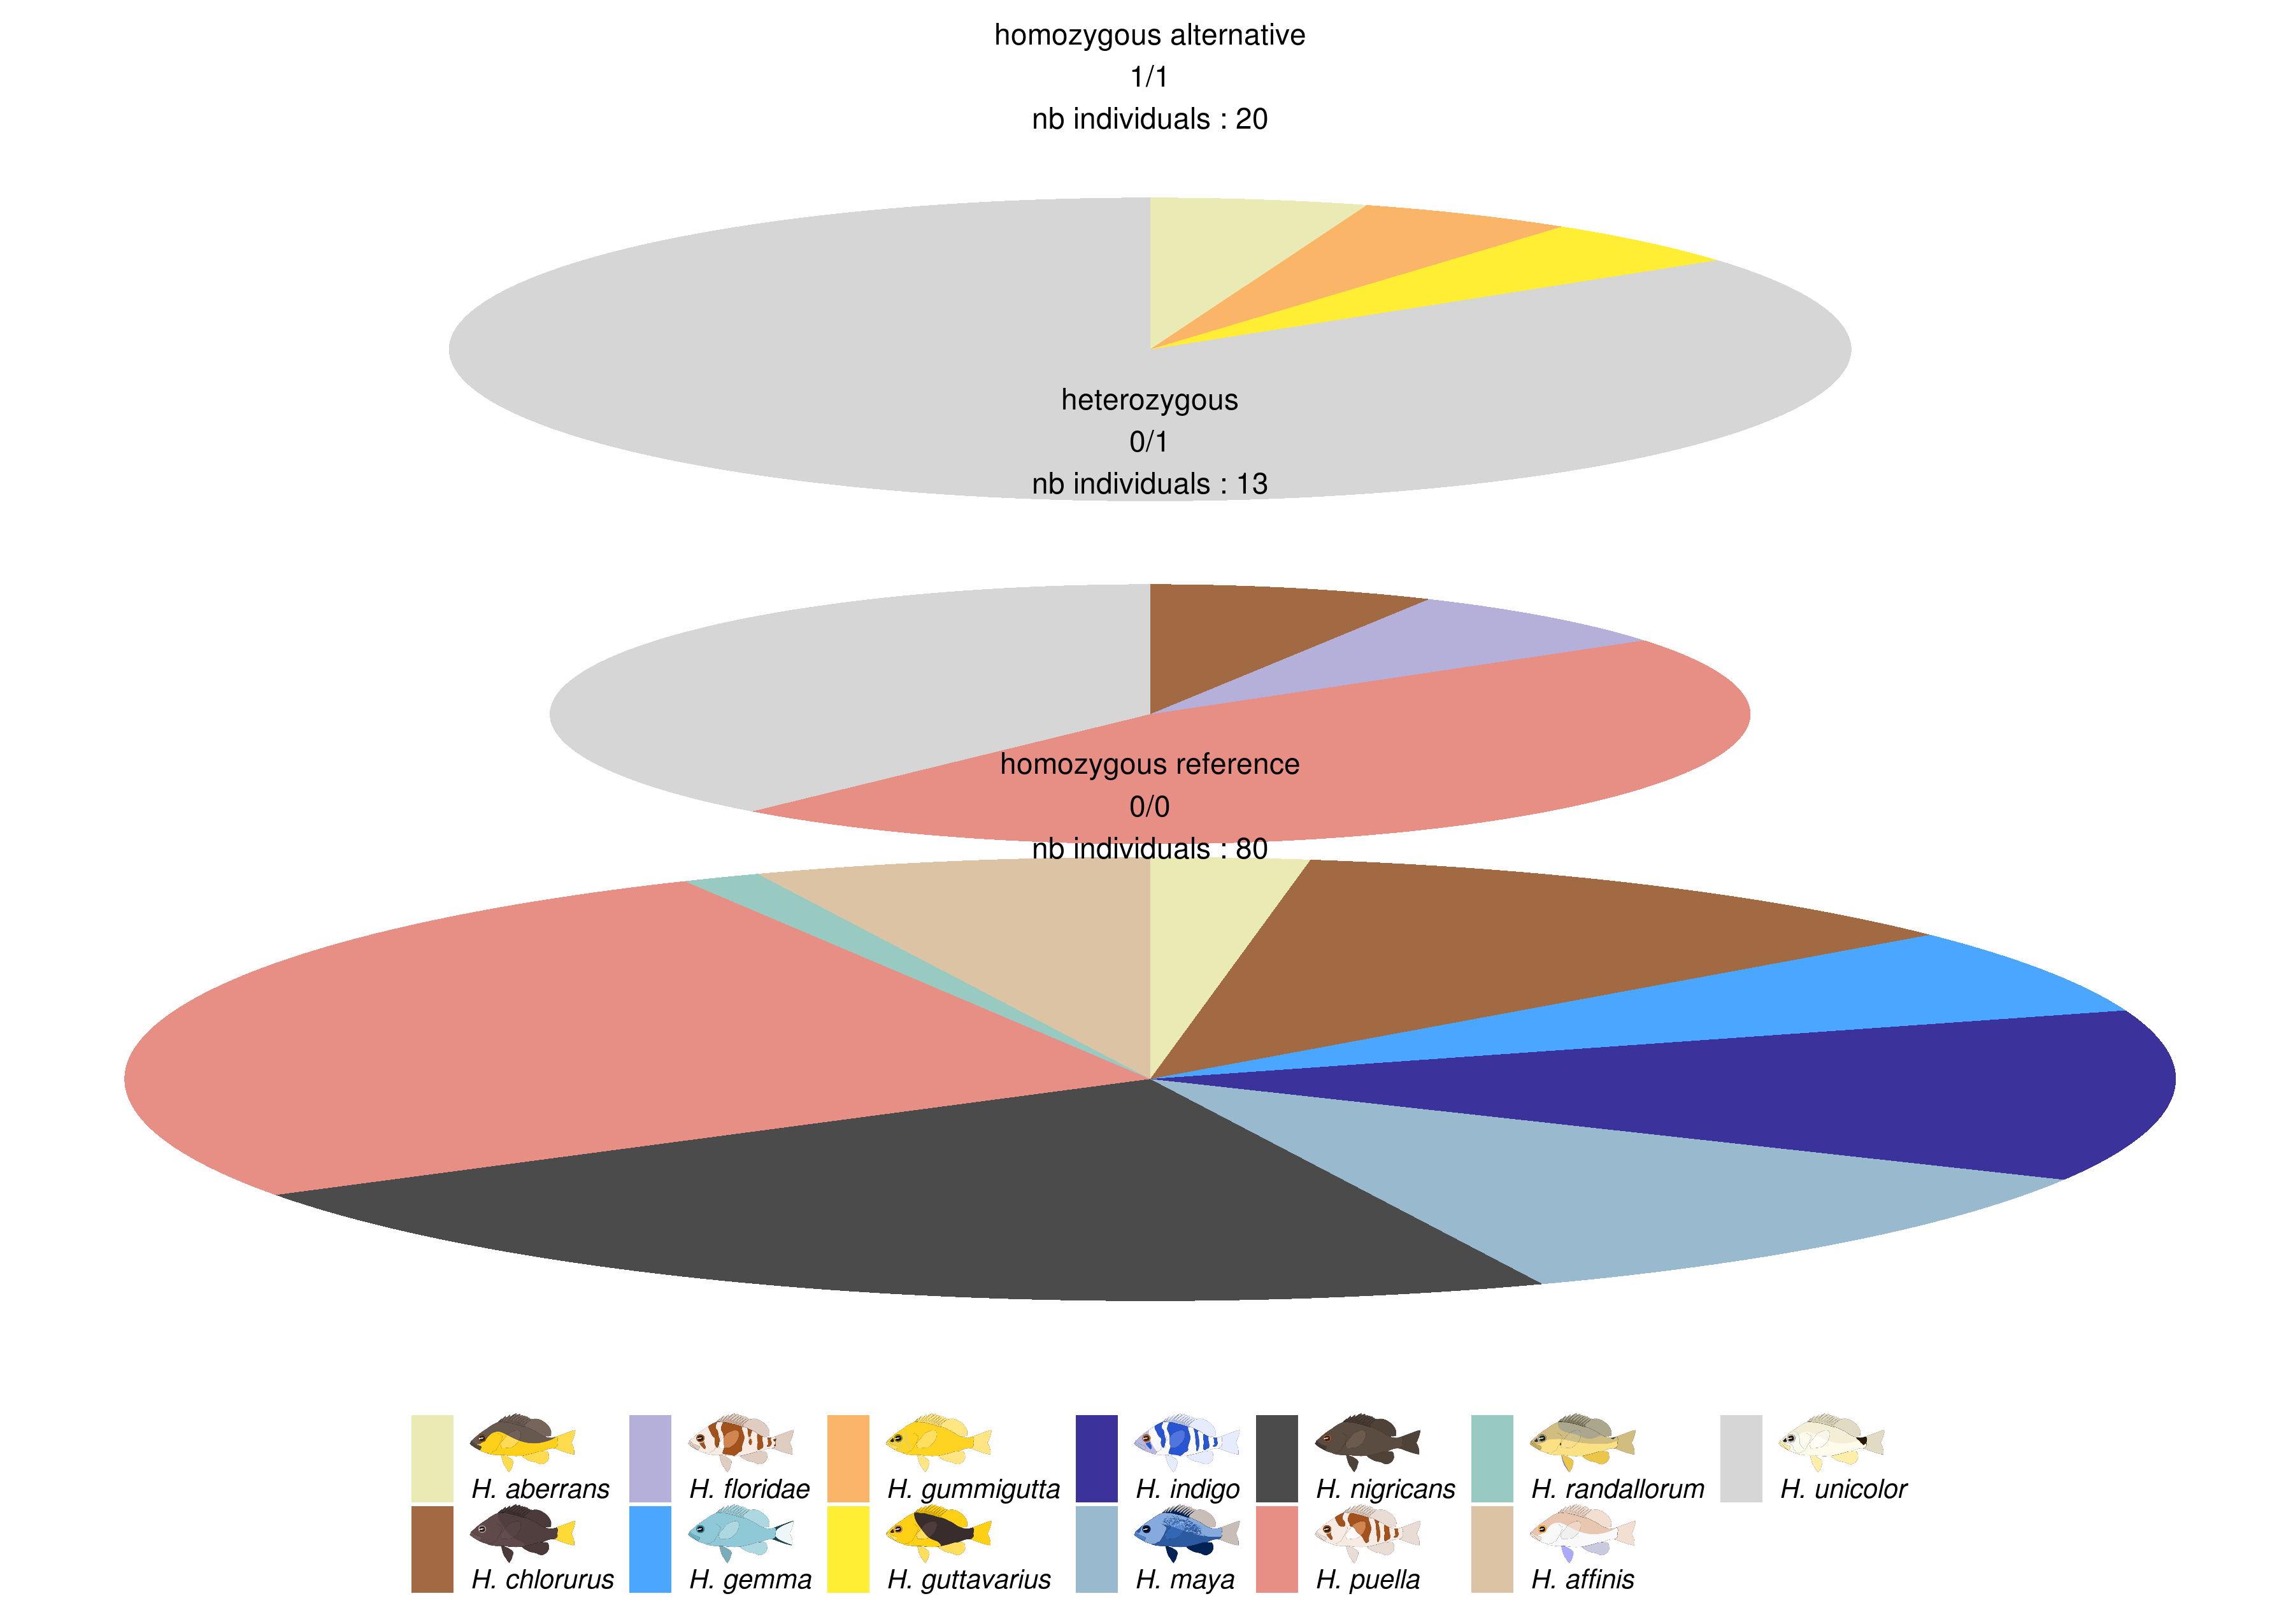 homozygous alternative
1/1
nb individuals : 20
heterozygous
0/1
nb individuals : 13
homozygous reference
0/0
nb individuals : 80
H. aberrans
H. floridae
H. gummigutta
H. indigo
H. nigricans
H. randallorum
H. unicolor
H. chlorurus
H. gemma
H. guttavarius
H. maya
H. puella
H. affinis